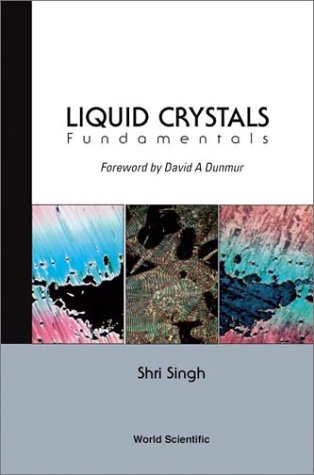 LIQUID CRYSTALS
Fundamentals
Foreword by David A Dunmur
Shri Singh
World Scientific